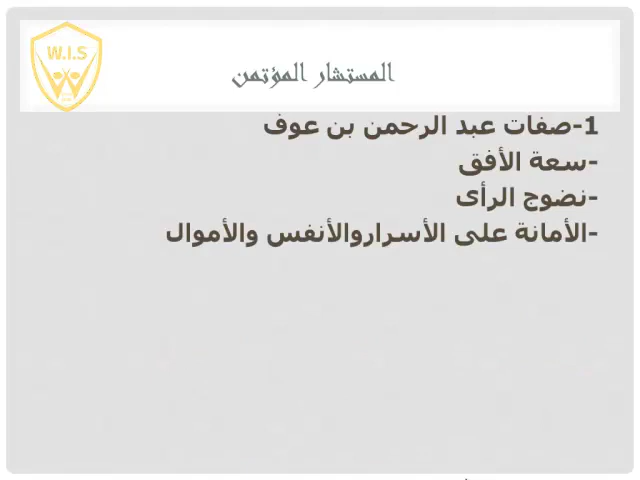 W.I.S
المستشار المؤتمن
1-صفات عبد الرحمن بن عوف
-سعة الأفق
-نضوج الرأى
-الأمانة على الأسراروالأنفس والأموال